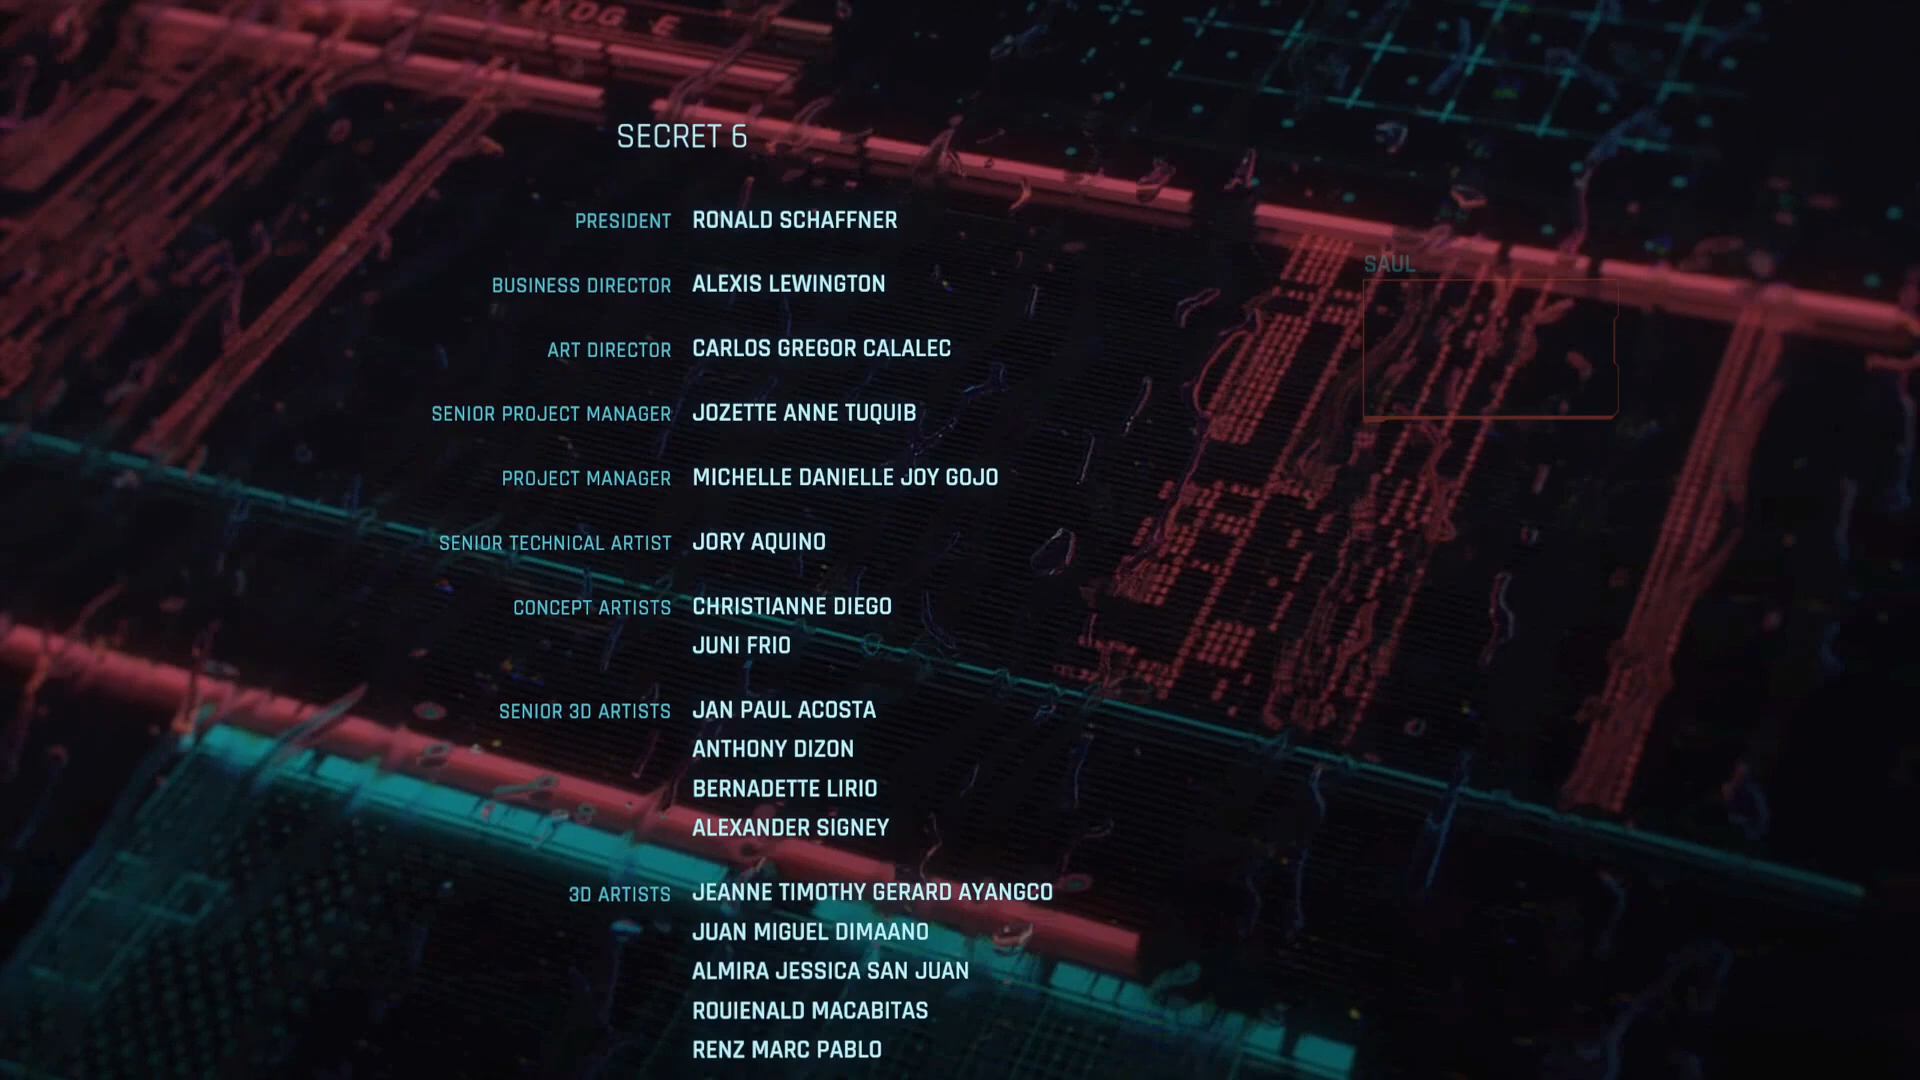 SECRET 6
PRESIDENT RONALD SCHAFFNER
BUSINESS DIRECTOR ALEXIS LEWINGTON
ART DIRECTOR CARLOS GREGOR CALALEC
SENIOR PROJECT MANAGER JOZETTE ANNE TUQUIB
PROJECT MANAGER MICHELLE DANIELLE JOY GOJO
SENIOR TECHNICAL ARTIST JORY AQUINO
CONCEPT ARTISTS CHRISTIANNE DIEGO
JUNI FRIO
SENIOR 3D ARTISTS JAN PAUL ACOSTA
ANTHONY DIZON
BERNADETTE LIRIO
ALEXANDER SIGNEY
3D ARTISTS JEANNE TIMOTHY GERARD AYANGCO
JUAN MIGUEL DIMAANO
ALMIRA JESSICA SAN JUAN
ROUIENALD MACABITAS
RENZ MARC PABLO
SAUL